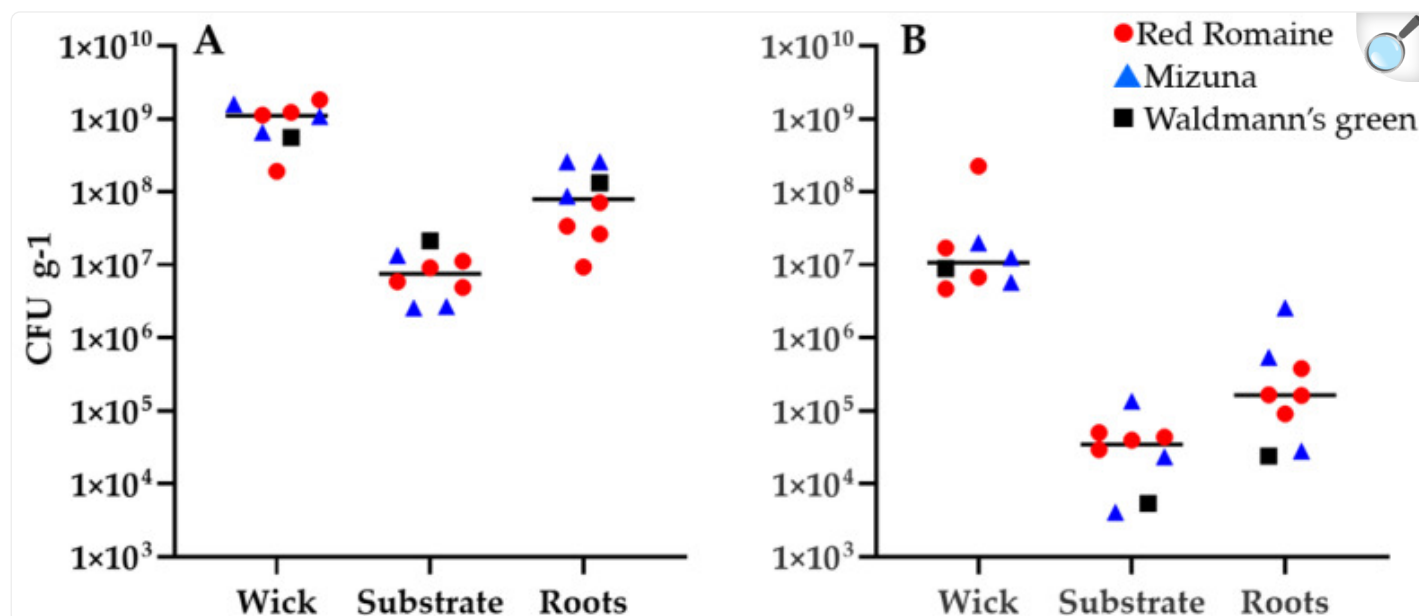 A
B
Red Romaine
Mizuna
Waldmann's green
CFU g-1
1×10¹⁰
1×10⁹
1×10⁸
1×10⁷
1×10⁶
1×10⁵
1×10⁴
1×10³
Wick Substrate Roots
1×10¹⁰
1×10⁹
1×10⁸
1×10⁷
1×10⁶
1×10⁵
1×10⁴
1×10³
Wick Substrate Roots